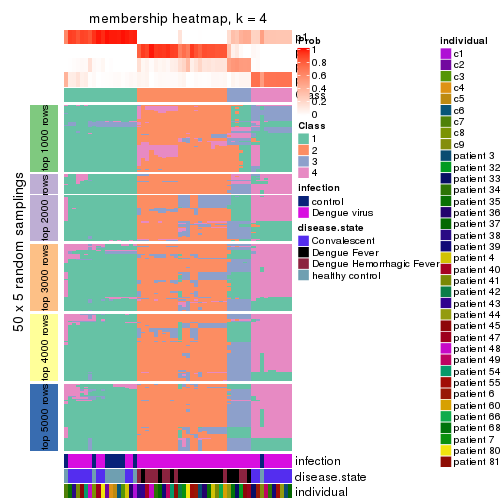 membership heatmap, k = 4
p1
Prob
1
0.8
0.6
0.4
0.2
0
Class
1
2
3
4
infection
control
Dengue virus
disease.state
Convalescent
Dengue Fever
Dengue Hemorrhagic Fever
healthy control
individual
c1
c2
c3
c4
c5
c6
c7
c8
c9
patient 3
patient 32
patient 33
patient 34
patient 35
patient 36
patient 37
patient 38
patient 39
patient 4
patient 40
patient 41
patient 42
patient 43
patient 44
patient 45
patient 47
patient 48
patient 49
patient 54
patient 55
patient 6
patient 60
patient 66
patient 68
patient 7
patient 80
patient 81
50 x 5 random samplings
top 1000 rows
top 2000 rows
top 3000 rows
top 4000 rows
top 5000 rows
infection
disease.state
individual